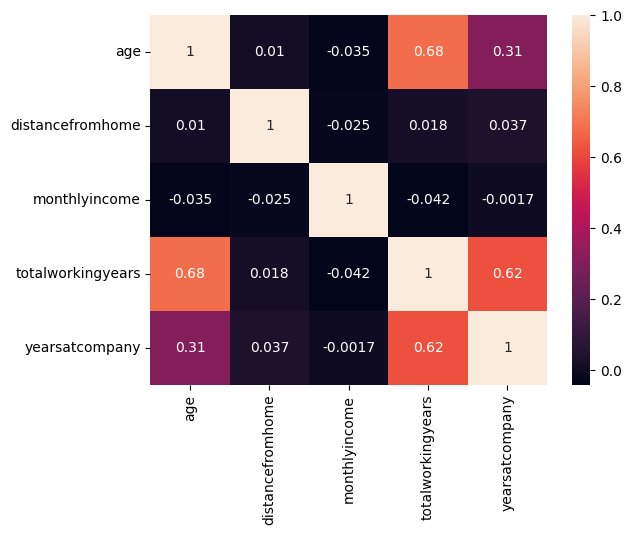 age 1 0.01 -0.035 0.68 0.31
distancefromhome 0.01 1 -0.025 0.018 0.037
monthlyincome -0.035 -0.025 1 -0.042 -0.0017
totalworkingyears 0.68 0.018 -0.042 1 0.62
yearsatcompany 0.31 0.037 -0.0017 0.62 1
age
distancefromhome
monthlyincome
totalworkingyears
yearsatcompany
1.0
0.8
0.6
0.4
0.2
0.0